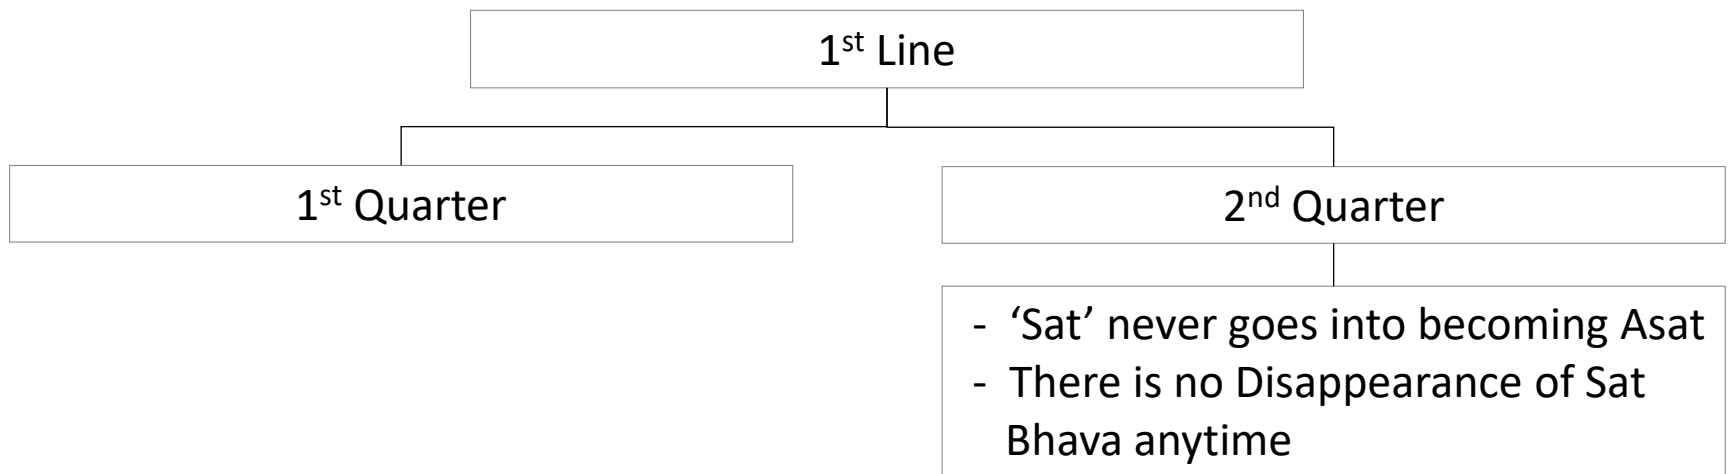 1st Line
1st Quarter
2nd Quarter
- ‘Sat’ never goes into becoming Asat
- There is no Disappearance of Sat
Bhava anytime